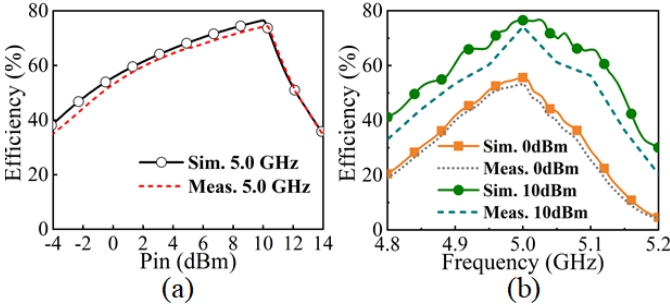 80
60
40
20
0
Efficiency (%)
Sim. 5.0 GHz
Meas. 5.0 GHz
-4 -2 0 2 4 6 8 10 12 14
Pin (dBm)
(a)
80
60
40
20
0
Efficiency (%)
Sim. 0dBm
Meas. 0dBm
Sim. 10dBm
Meas. 10dBm
4.8 4.9 5.0 5.1 5.2
Frequency (GHz)
(b)